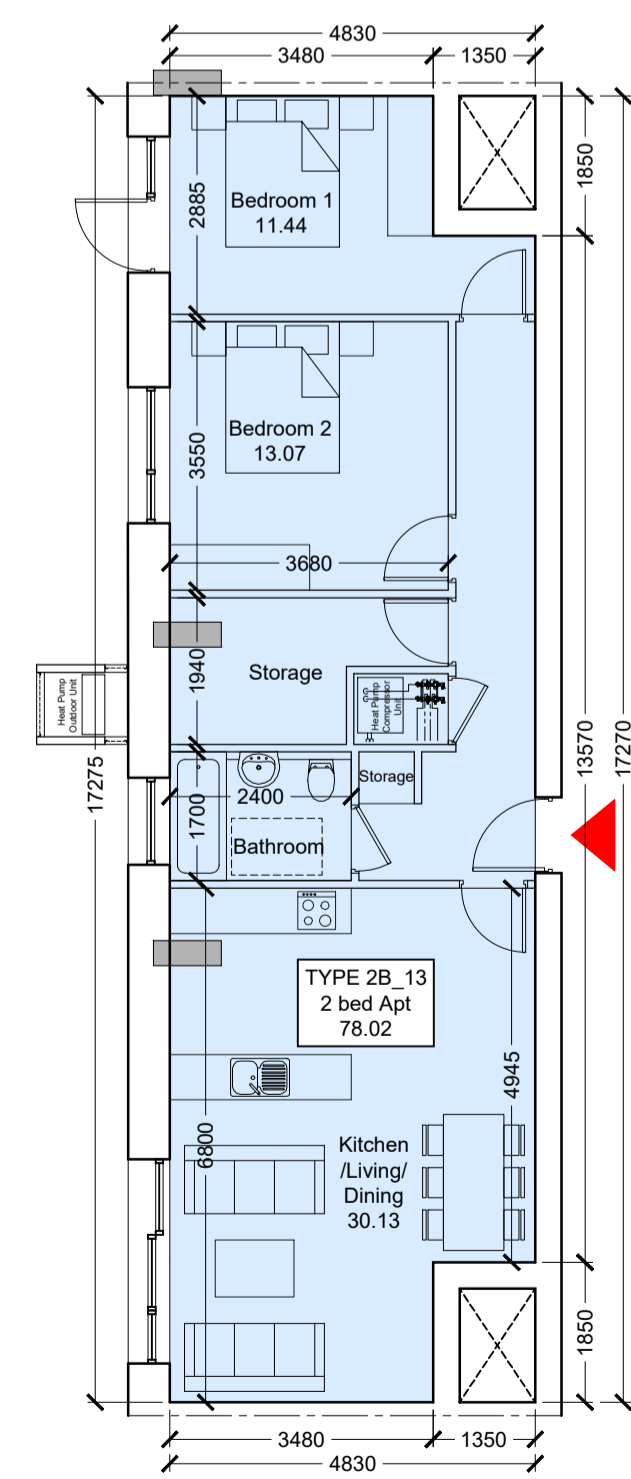 4830
3480
1350
1850
2885
Bedroom 1
11.44
Bedroom 2
13.07
3550
3680
1940
Storage
Heat Pump
Outdoor Unit
Heat Pump
Compressor
Unit
17275
13570
17270
Storage
2400
1700
Bathroom
TYPE 2B_13
2 bed Apt
78.02
4945
6800
Kitchen
/Living/
Dining
30.13
1850
3480
1350
4830